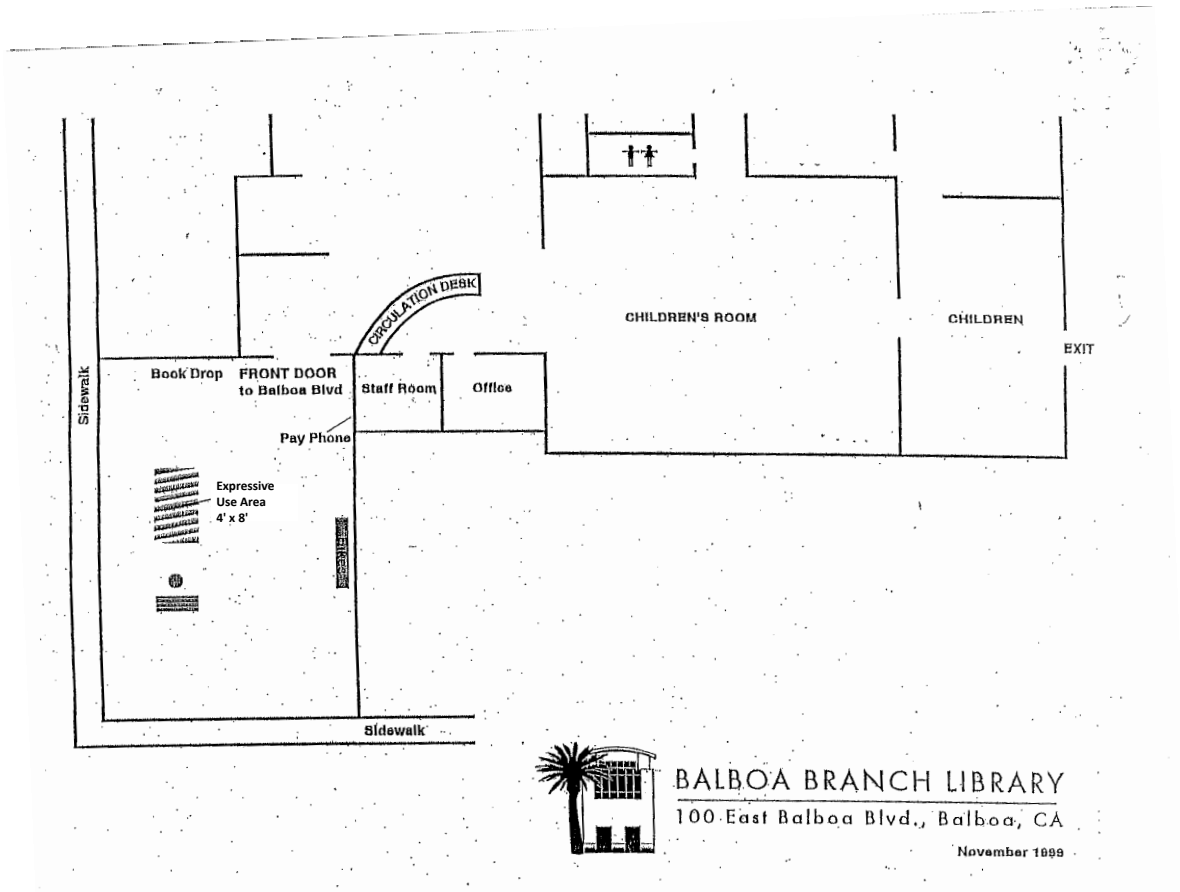 CIRCULATION DESK
CHILDREN'S ROOM
CHILDREN
EXIT
Sidewalk
Book Drop
FRONT DOOR
to Balboa Blvd
Staff Room
Office
Pay Phone
Expressive
Use Area
4' x 8'
Sidewalk
BALBOA BRANCH LIBRARY
100 East Balboa Blvd., Balboa, CA
November 1999